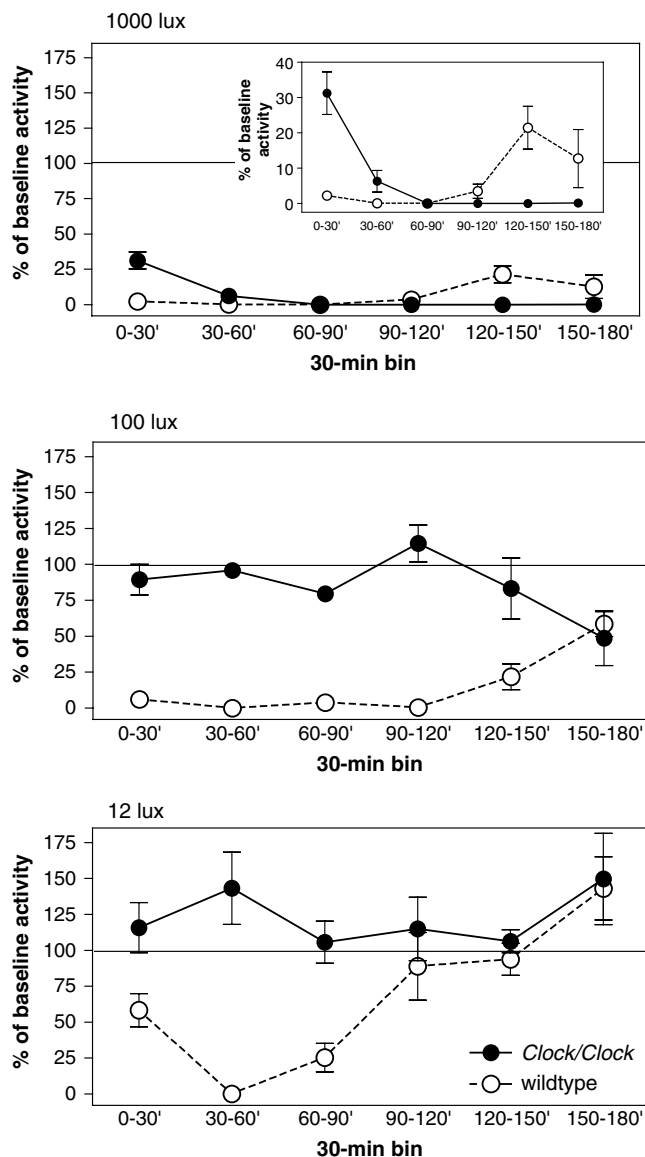 1000 lux
% of baseline activity
175
150
125
100
75
50
25
0
% of baseline
activity
40
30
20
10
0
0-30' 30-60' 60-90' 90-120' 120-150' 150-180'
0-30' 30-60' 60-90' 90-120' 120-150' 150-180'
30-min bin
100 lux
% of baseline activity
175
150
125
100
75
50
25
0
0-30' 30-60' 60-90' 90-120' 120-150' 150-180'
30-min bin
12 lux
% of baseline activity
175
150
125
100
75
50
25
0
Clock/Clock
wildtype
0-30' 30-60' 60-90' 90-120' 120-150' 150-180'
30-min bin